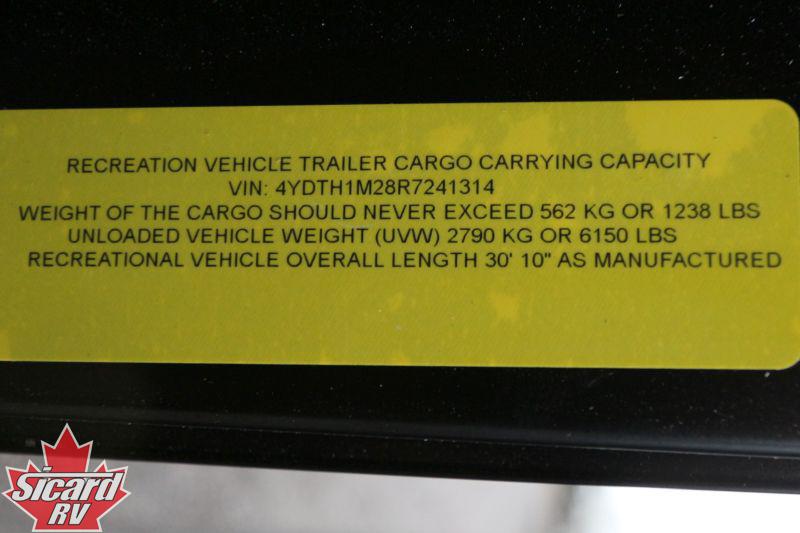 RECREATION VEHICLE TRAILER CARGO CARRYING CAPACITY
VIN: 4YDTH1M28R7241314
WEIGHT OF THE CARGO SHOULD NEVER EXCEED 562 KG OR 1238 LBS
UNLOADED VEHICLE WEIGHT (UVW) 2790 KG OR 6150 LBS
RECREATIONAL VEHICLE OVERALL LENGTH 30' 10" AS MANUFACTURED
Sicard
RV